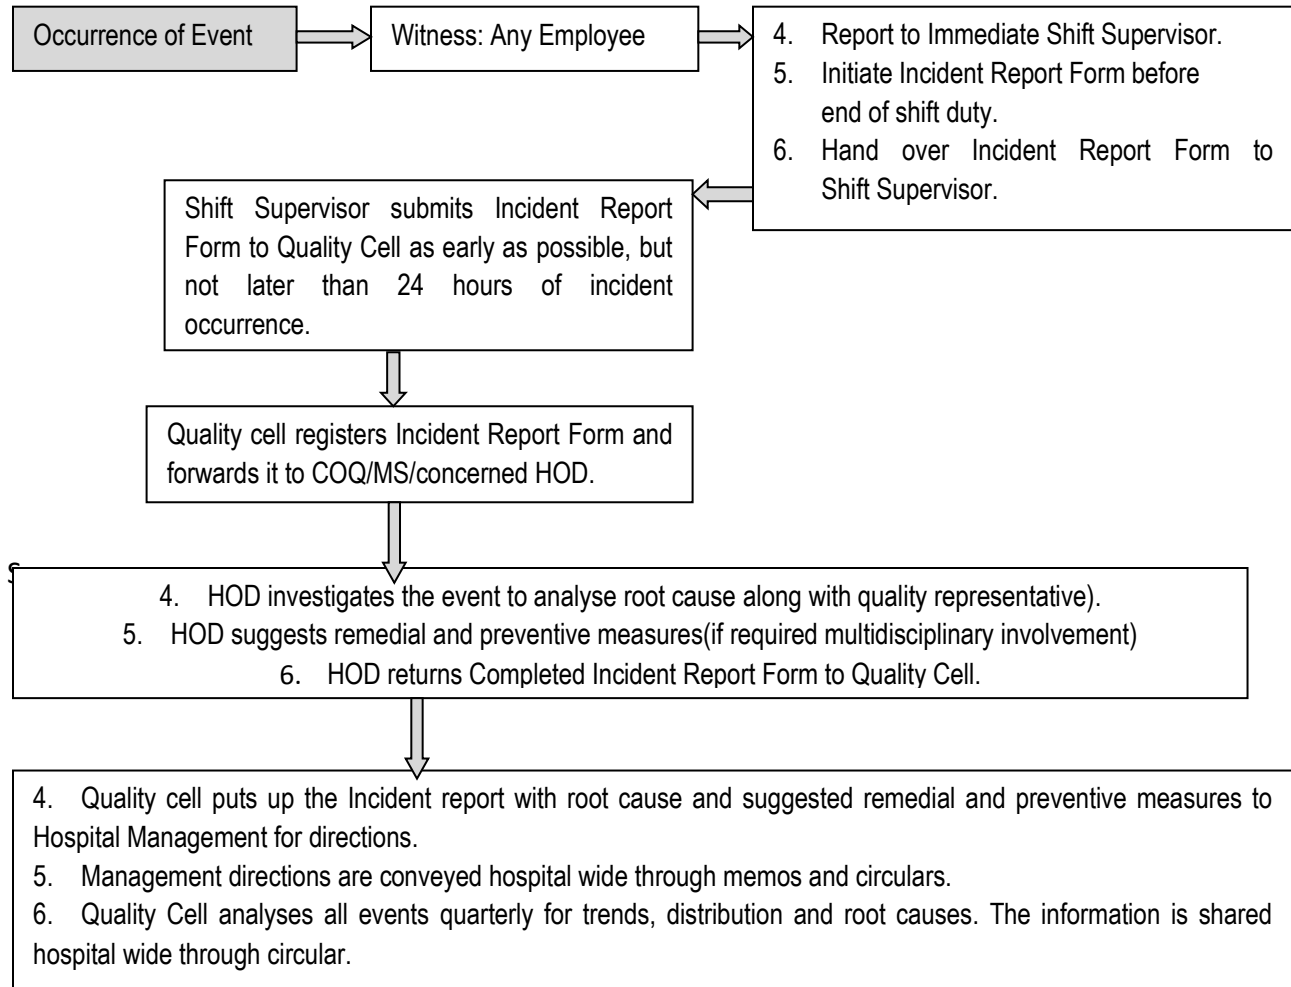 Occurrence of Event
Witness: Any Employee
4. Report to Immediate Shift Supervisor.
5. Initiate Incident Report Form before
end of shift duty.
6. Hand over Incident Report Form to
Shift Supervisor.
Shift Supervisor submits Incident Report
Form to Quality Cell as early as possible, but
not later than 24 hours of incident
occurrence.
Quality cell registers Incident Report Form and
forwards it to COQ/MS/concerned HOD.
4. HOD investigates the event to analyse root cause along with quality representative).
5. HOD suggests remedial and preventive measures(if required multidisciplinary involvement)
6. HOD returns Completed Incident Report Form to Quality Cell.
4. Quality cell puts up the Incident report with root cause and suggested remedial and preventive measures to
Hospital Management for directions.
5. Management directions are conveyed hospital wide through memos and circulars.
6. Quality Cell analyses all events quarterly for trends, distribution and root causes. The information is shared
hospital wide through circular.